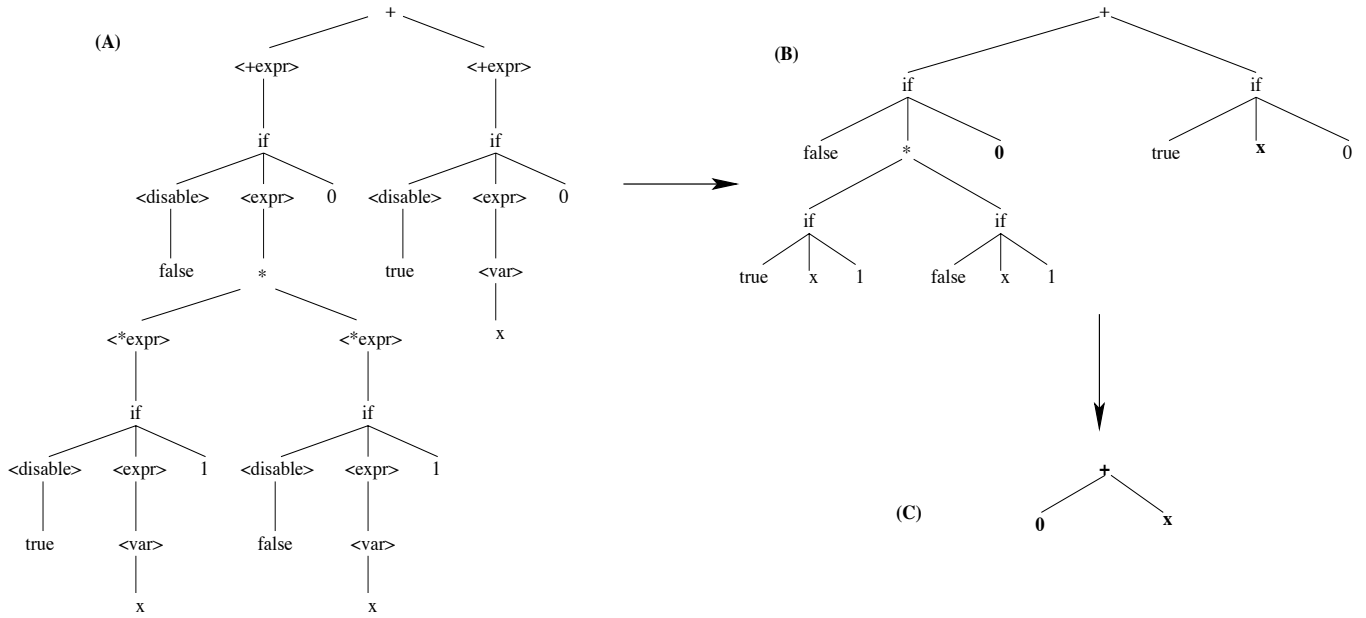 +
(A)
<+expr> <+expr>
if if
<disable> <expr> 0 <disable> <expr> 0
false * true <var>
<*expr> <*expr> x
if if
<disable> <expr> 1 <disable> <expr> 1
true <var> false <var>
x x
+
(B)
if if
false * 0 true x 0
if if
true x 1 false x 1
+
(C) 0 x